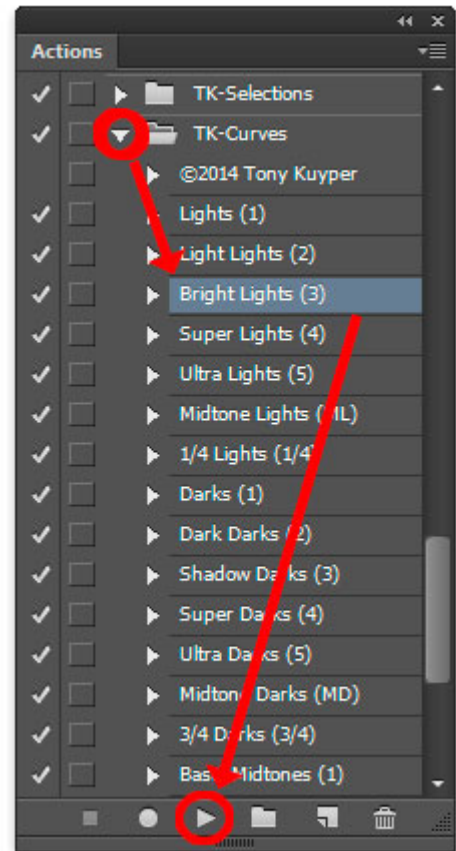 Actions
TK-Selections
TK-Curves
©2014 Tony Kuyper
Lights (1)
Light Lights (2)
Bright Lights (3)
Super Lights (4)
Ultra Lights (5)
Midtone Lights (ML)
1/4 Lights (1/4)
Darks (1)
Dark Darks (2)
Shadow Darks (3)
Super Darks (4)
Ultra Darks (5)
Midtone Darks (MD)
3/4 Darks (3/4)
Basic Midtones (1)